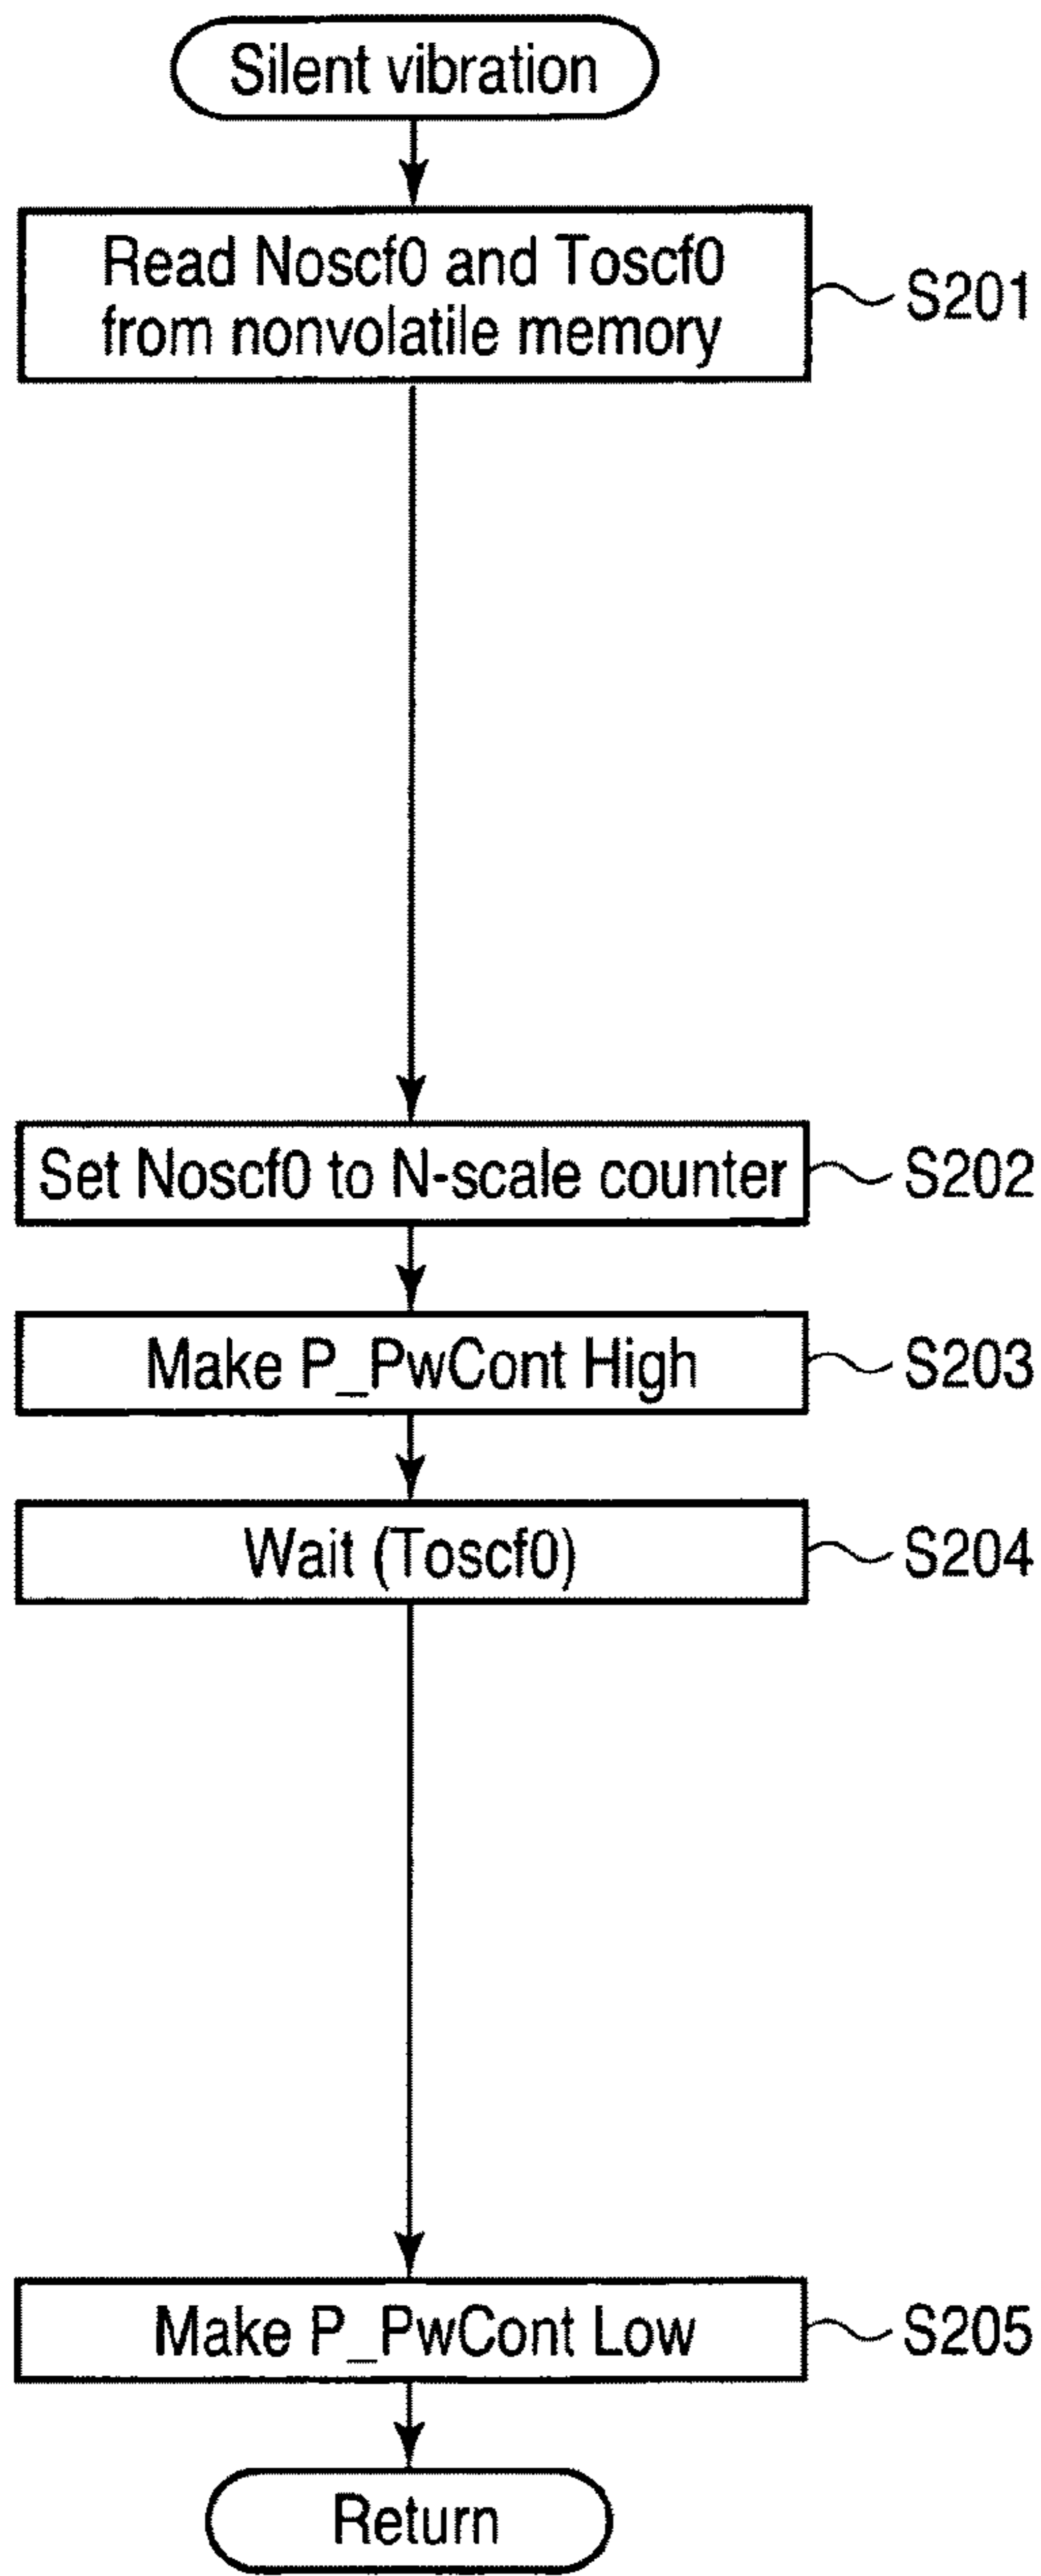 Silent vibration
Read Noscf0 and Toscf0
from nonvolatile memory
S201
Set Noscf0 to N-scale counter
S202
Make P_PwCont High
S203
Wait (Toscf0)
S204
Make P_PwCont Low
S205
Return